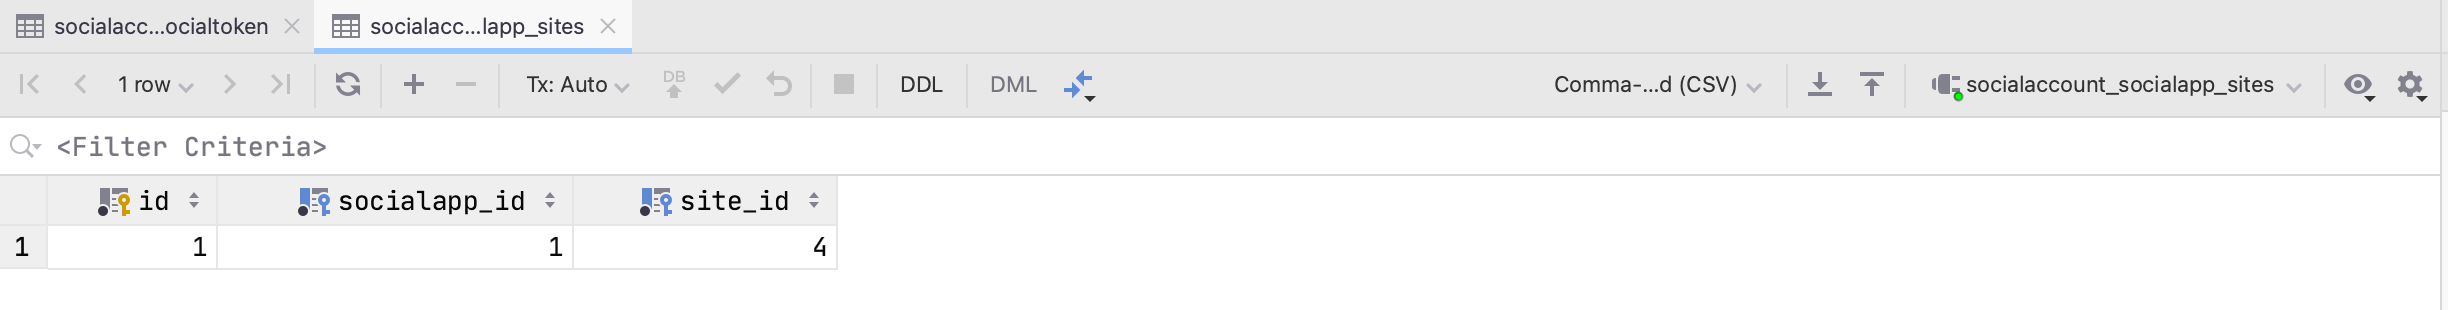 socialacc...ocialtoken socialacc...lapp_sites
1 row Tx: Auto DB DDL DML Comma-...d (CSV) socialaccount_socialapp_sites
<Filter Criteria>
id socialapp_id site_id
1 1 1 4